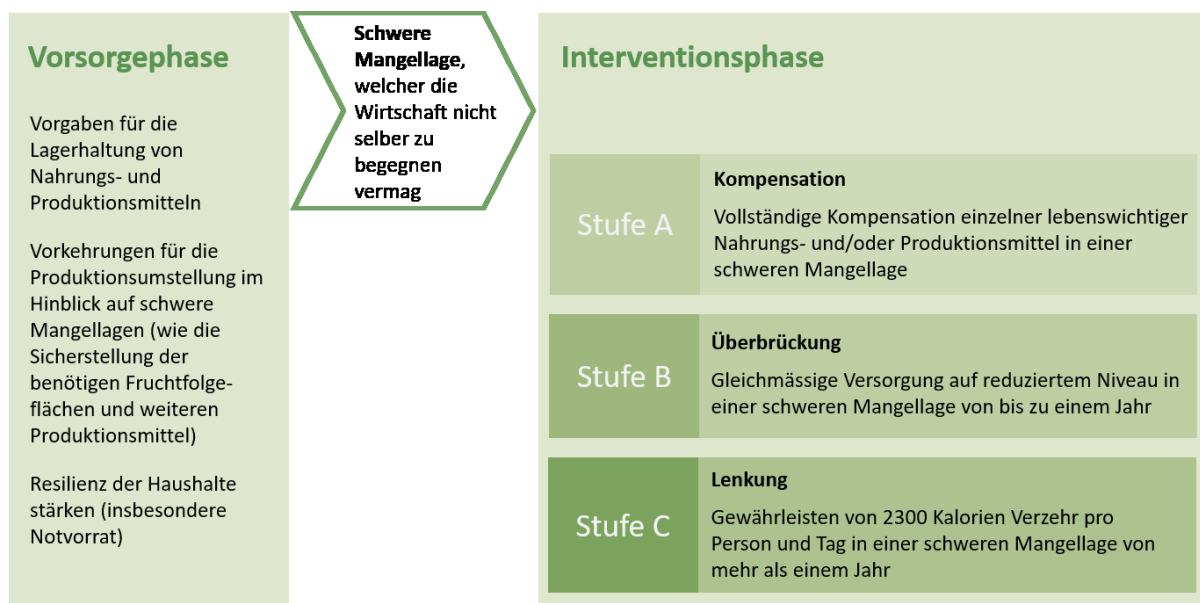 Vorsorgephase
Vorgaben für die
Lagerhaltung von
Nahrungs- und
Produktionsmitteln
Vorkehrungen für die
Produktionsumstellung im
Hinblick auf schwere
Mangellagen (wie die
Sicherstellung der
benötigen Fruchtfolge-
flächen und weiteren
Produktionsmittel)
Resilienz der Haushalte
stärken (insbesondere
Notvorrat)
Schwere
Mangellage,
welcher die
Wirtschaft nicht
selber zu
begegnen
vermag
Interventionsphase
Stufe A
Kompensation
Vollständige Kompensation einzelner lebenswichtiger
Nahrungs- und/oder Produktionsmittel in einer
schweren Mangellage
Stufe B
Überbrückung
Gleichmässige Versorgung auf reduziertem Niveau in
einer schweren Mangellage von bis zu einem Jahr
Stufe C
Lenkung
Gewährleisten von 2300 Kalorien Verzehr pro
Person und Tag in einer schweren Mangellage von
mehr als einem Jahr